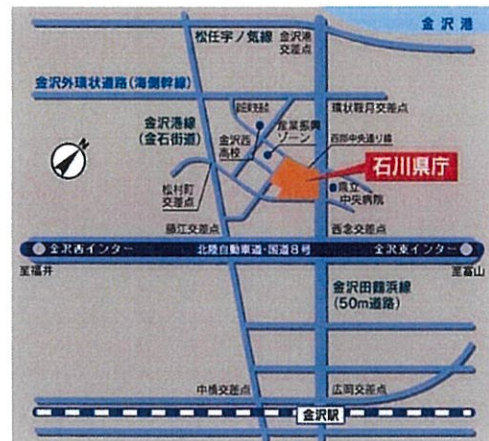 金沢港
松任宇ノ気線
金沢港
交差点
金沢外環状道路(海側幹線)
環状鞍月交差点
金沢港線
(金石街道)
金沢西
高校
産業振興
ゾーン
西部中央通り線
石川県庁
N
松村町
交差点
県立
中央病院
藤江交差点
西念交差点
金沢西インター
北陸自動車道・国道8号
金沢東インター
至福井
至富山
金沢田鶴浜線
(50m道路)
中橋交差点
広岡交差点
金沢駅